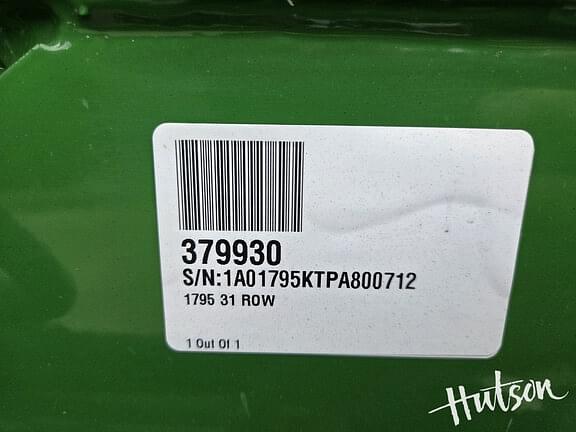 379930
S/N:1A01795KTPA800712
1795 31 ROW
1 Out Of 1
Hutson